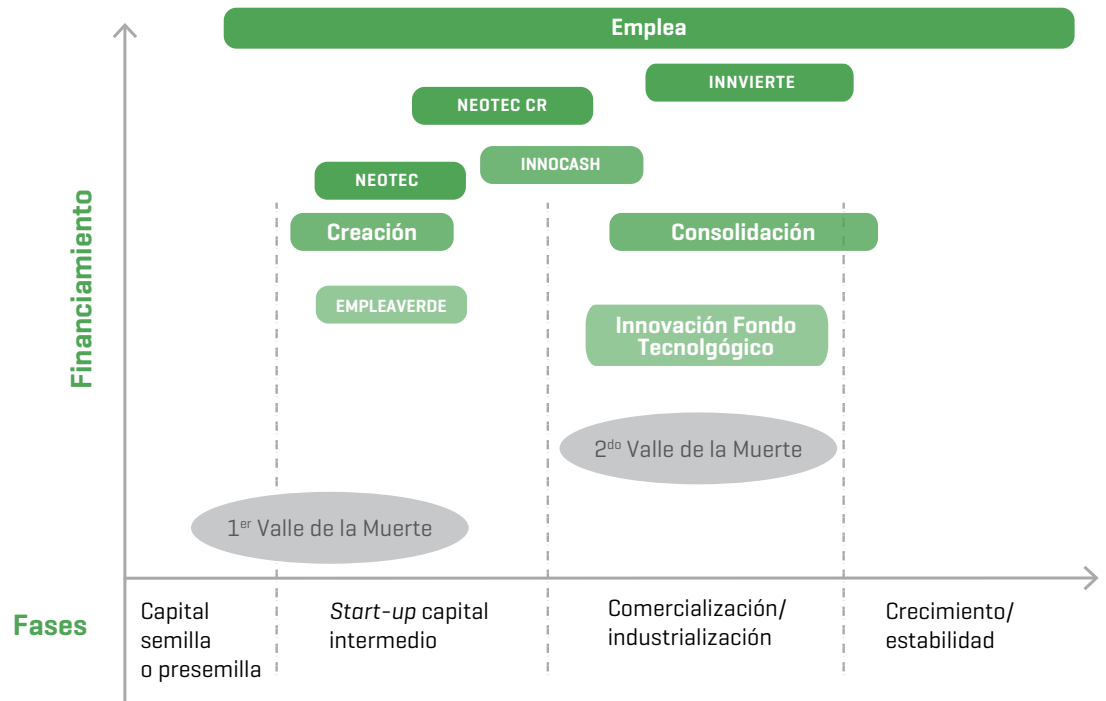 Emplea
INNVIERTE
NEOTEC CR
INNOCASH
NEOTEC
Creación
Consolidación
EMPLEAVERDE
Innovación Fondo
Tecnolgógico
Financiamiento
2do Valle de la Muerte
1er Valle de la Muerte
Fases
Capital
semilla
o presemilla
Start-up capital
intermedio
Comercialización/
industrialización
Crecimiento/
estabilidad